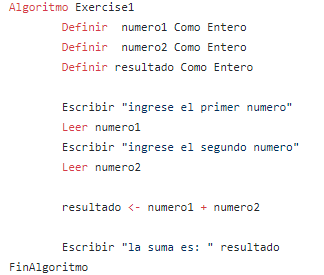 Algoritmo Exercise1
Definir numero1 Como Entero
Definir numero2 Como Entero
Definir resultado Como Entero
Escribir "ingrese el primer numero"
Leer numero1
Escribir "ingrese el segundo numero"
Leer numero2
resultado <- numero1 + numero2
Escribir "la suma es: " resultado
FinAlgoritmo